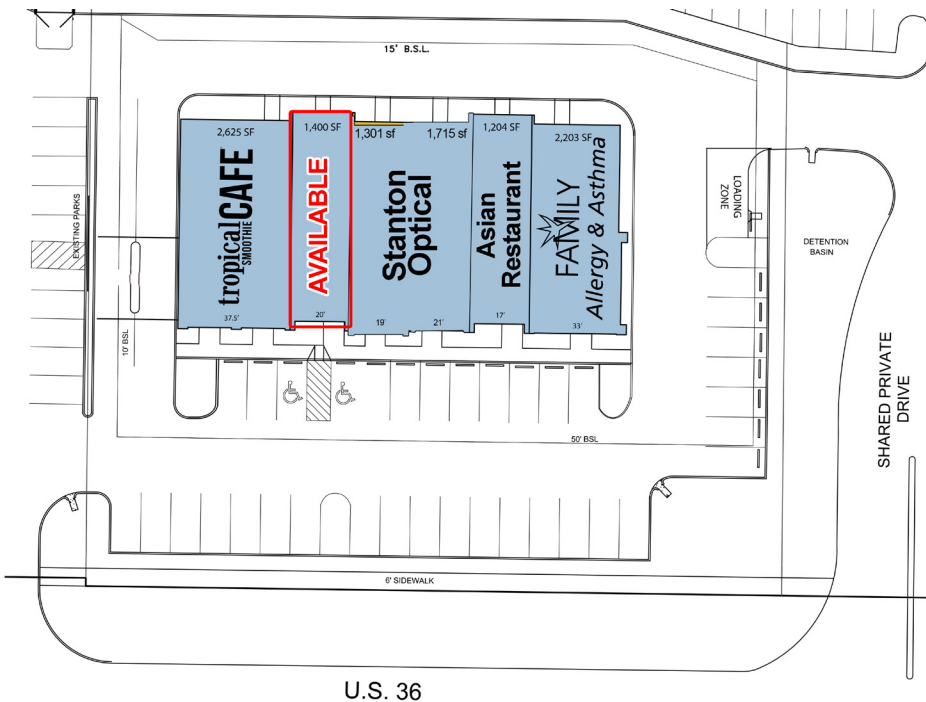 15' B.S.L.
2,625 SF
1,400 SF
1,301 sf
1,715 sf
1,204 SF
2,203 SF
tropical SMOOTHIE CAFE
AVAILABLE
Stanton
Optical
Asian
Restaurant
FAMILY
Allergy & Asthma
37.5'
20'
19'
21'
17'
33'
EXISTING PARKS
10' BSL
LOADING
ZONE
DETENTION
BASIN
SHARED PRIVATE
DRIVE
50' BSL
6' SIDEWALK
U.S. 36